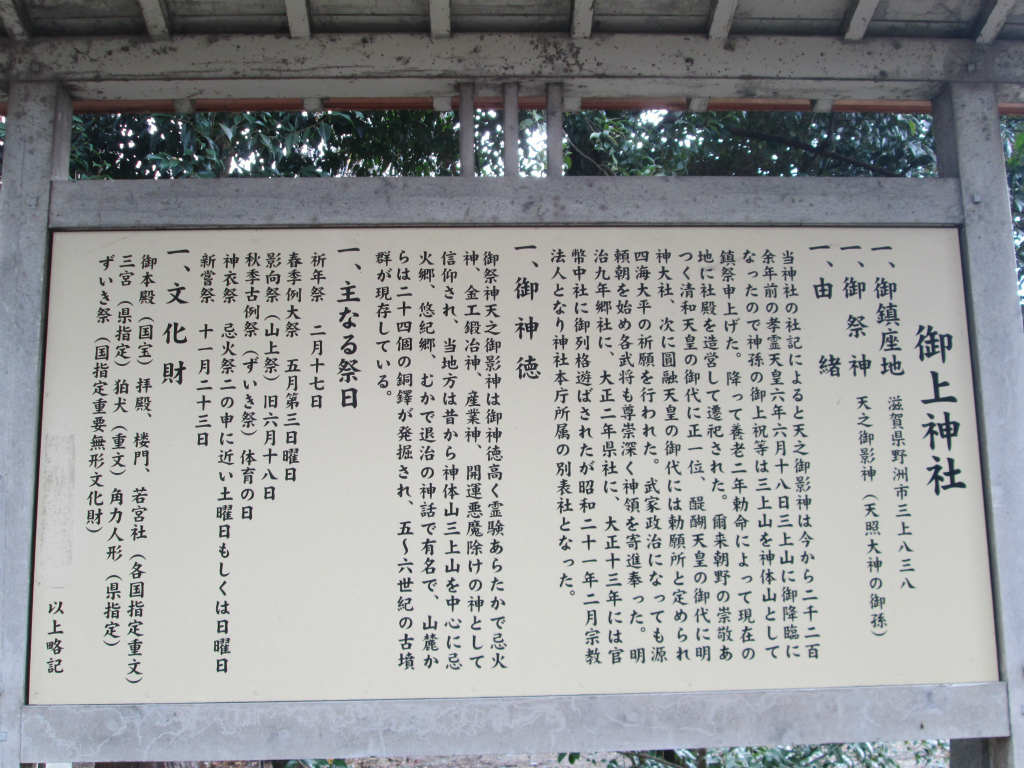 御上神社
一、御鎮座地 滋賀県野洲市三上八三八
一、御祭神 天之御影神（天照大神の御孫）
一、由緒
当神社の社記によると天之御影神は今から二千二百
余年前の孝霊天皇六年六月十八日三上山に御降臨に
なったので神孫の御上祝等は三上山を神体山として
鎮祭申上げた。降って養老二年勅命によって現在の
地に社殿を造営して遷祀された。爾来朝野の崇敬あ
つく清和天皇の御代に正一位、醍醐天皇の御代に明
神大社、次に圓融天皇の御代には勅願所と定められ
四海大平の祈願を行われた。武家政治になっても源
頼朝を始め各武将も尊崇深く神領を寄進奉った。明
治九年郷社に、大正二年県社に、大正十三年には官
幣中社に御列格遊ばされたが昭和二十一年二月宗教
法人となり神社本庁所属の別表社となった。
一、御神徳
御祭神天之御影神は御神徳高く霊験あらたかで忌火
神、金工鍛冶神、産業神、開運悪魔除けの神として
信仰され、当地方は昔から神体山三上山を中心に忌
火郷、悠紀郷、むかで退治の神話で有名で、山麓か
らは二十四個の銅鐸が発掘され、五～六世紀の古墳
群が現存している。
一、主なる祭日
祈年祭 二月十七日
春季例大祭 五月第三日曜日
影向祭（山上祭）旧六月十八日
秋季古例祭（ずいき祭）体育の日
神衣祭 忌火祭二の申に近い土曜日もしくは日曜日
新嘗祭 十一月二十三日
一、文化財
御本殿（国宝）拝殿、楼門、若宮社（各国指定重文）
三宮（県指定）狛犬（重文）角力人形（県指定）
ずいき祭（国指定重要無形文化財）
以上略記